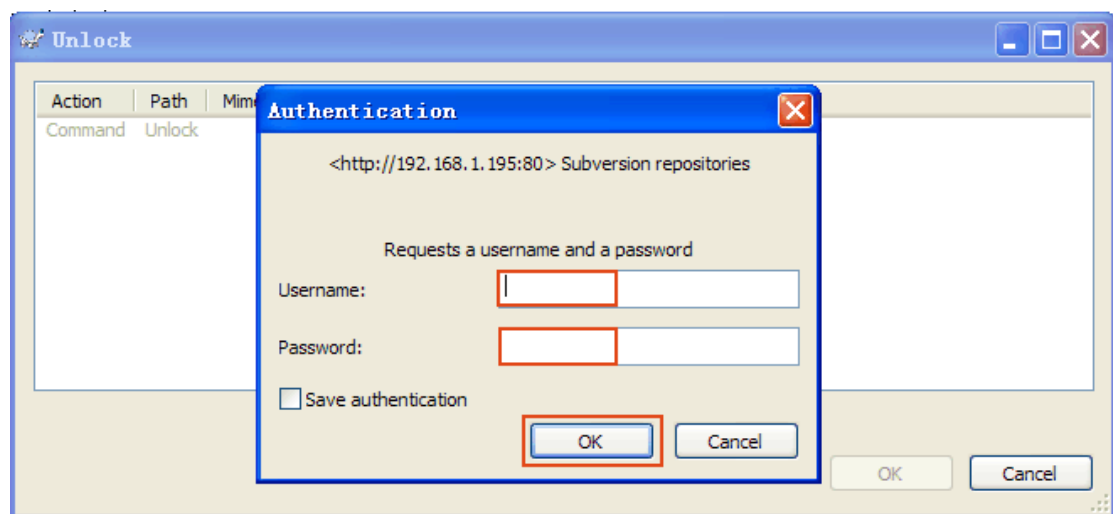 Unlock
Action Path
Command Unlock
Authentication
<http://192.168.1.195:80> Subversion repositories
Requests a username and a password
Username:
Password:
Save authentication
OK Cancel
OK Cancel